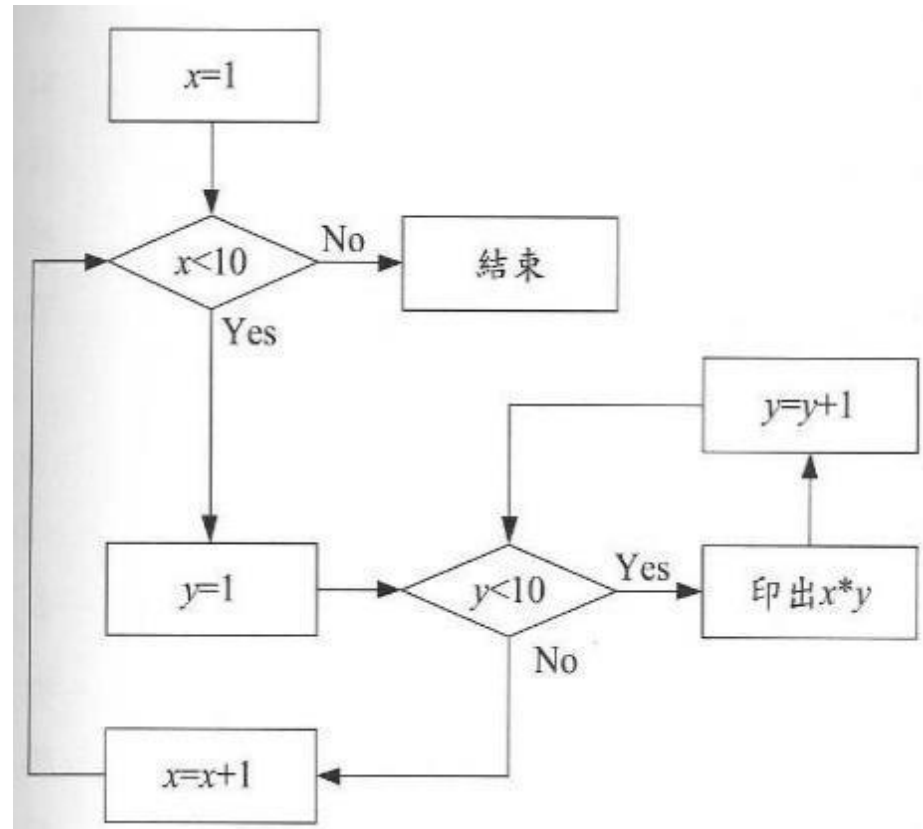 x=1
x<10
No
結束
Yes
y=y+1
y=1
y<10
Yes
印出x*y
No
x=x+1